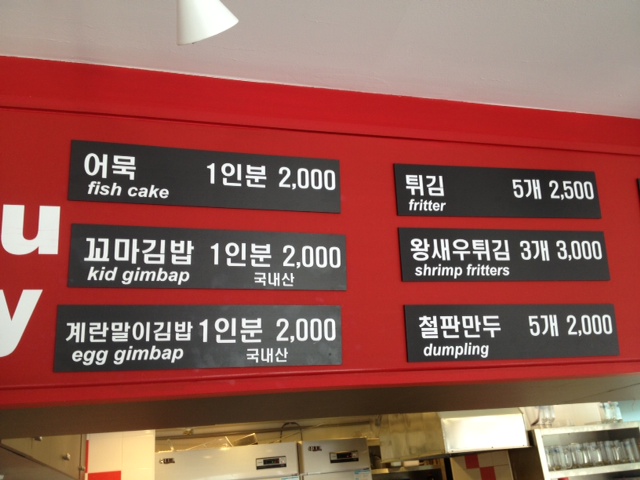 어묵 1인분 2,000
fish cake
꼬마김밥 1인분 2,000
kid gimbap 국내산
계란말이김밥 1인분 2,000
egg gimbap 국내산
튀김 5개 2,500
fritter
왕새우튀김 3개 3,000
shrimp fritters
철판만두 5개 2,000
dumpling
u
y